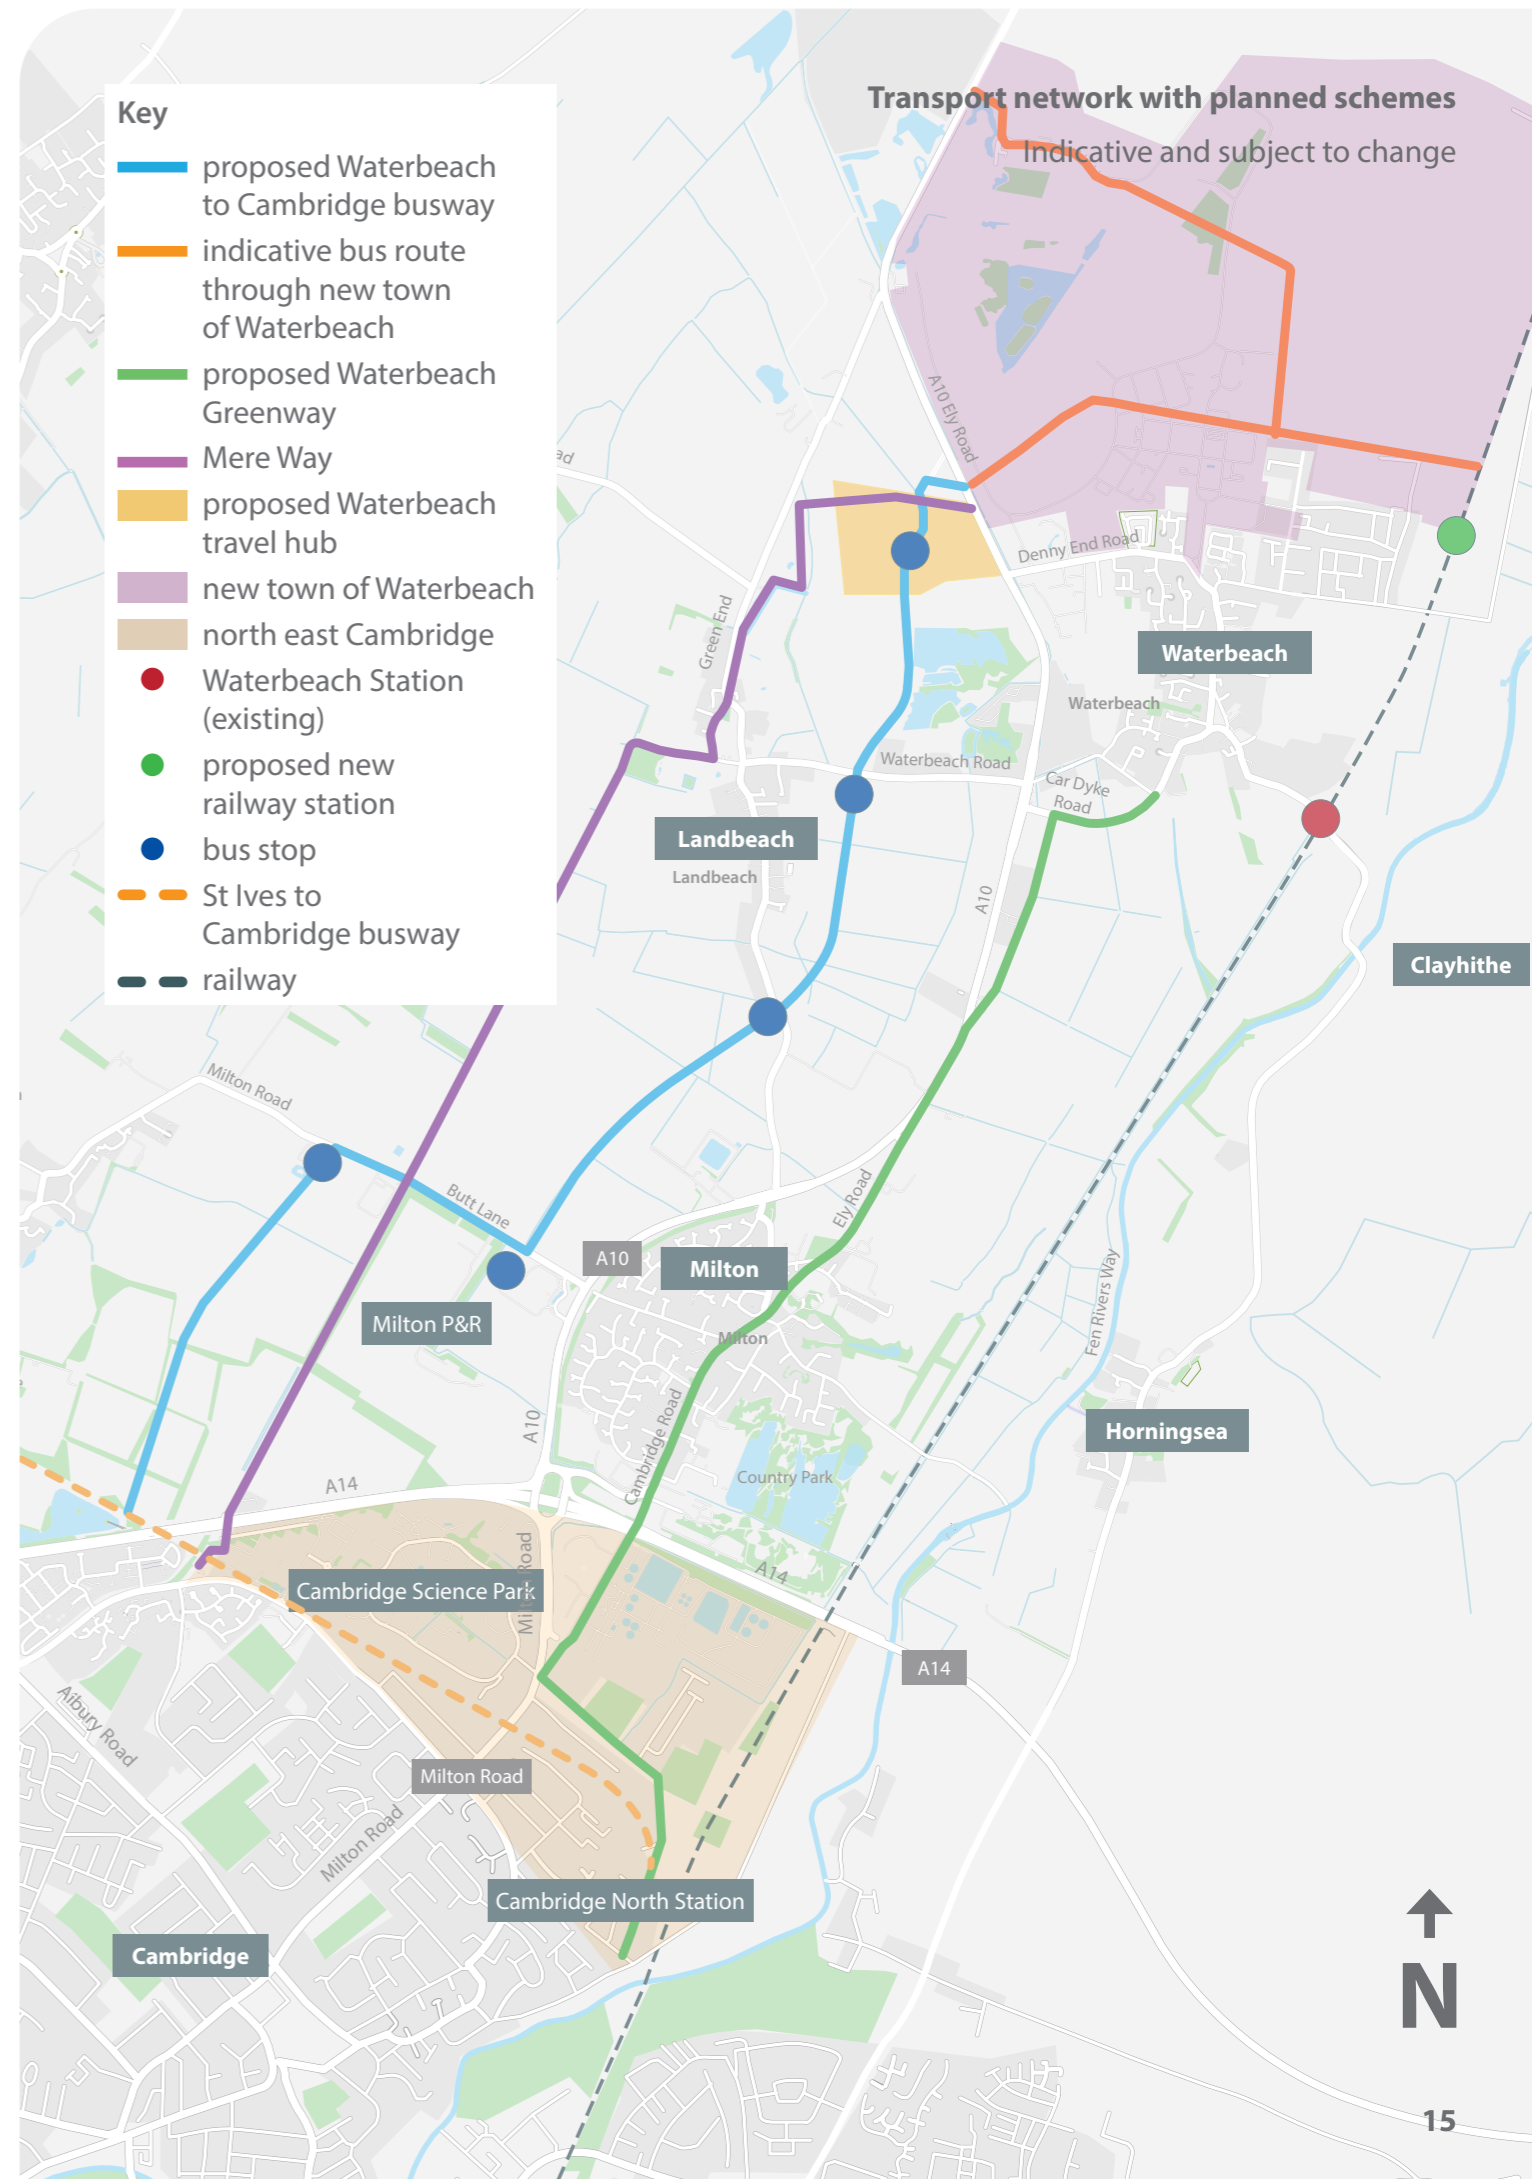 Transport network with planned schemes
Indicative and subject to change
Key
proposed Waterbeach
to Cambridge busway
indicative bus route
through new town
of Waterbeach
proposed Waterbeach
Greenway
Mere Way
proposed Waterbeach
travel hub
new town of Waterbeach
north east Cambridge
Waterbeach Station
(existing)
proposed new
railway station
bus stop
St Ives to
Cambridge busway
railway
ad
A10 Ely Road
Denny End Road
Green End
Waterbeach
Waterbeach
Waterbeach Road
Car Dyke
Road
Landbeach
Landbeach
A10
Clayhithe
Milton Road
Butt Lane
Ely Road
A10
Milton
Milton P&R
Milton
Fen Rivers Way
Cambridge Road
A10
Horningsea
Country Park
A14
Milton Road
Cambridge Science Park
A14
A14
Albury Road
Milton Road
Milton Road
Cambridge North Station
Cambridge
N
15